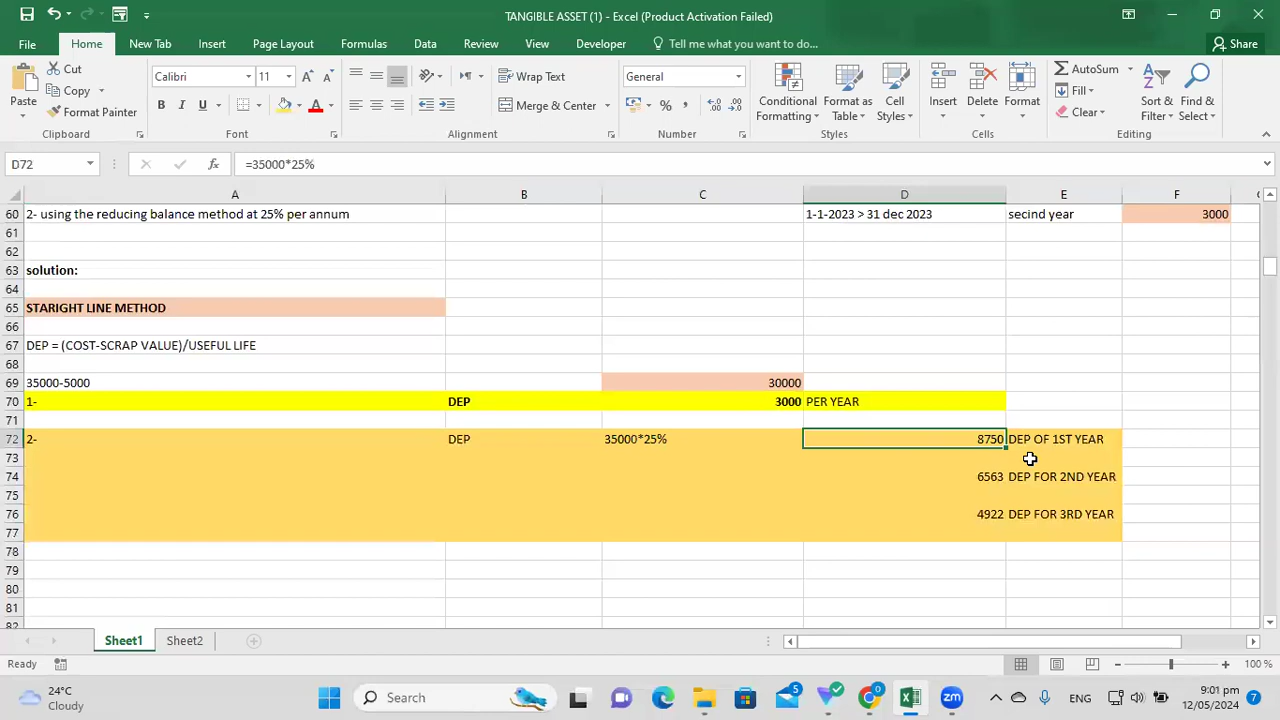 TANGIBLE ASSET (1) - Excel (Product Activation Failed)
File Home New Tab Insert Page Layout Formulas Data Review View Developer Tell me what you want to do... Share
Paste
Cut
Copy
Format Painter
Clipboard
Calibri 11
B I U
Font
Wrap Text
Merge & Center
Alignment
General
%
Number
Conditional Formatting
Format as Table
Cell Styles
Styles
Insert
Delete
Format
Cells
AutoSum
Fill
Clear
Sort & Filter
Find & Select
Editing
D72 fx =35000*25%
A B C D E F
60 2- using the reducing balance method at 25% per annum 1-1-2023 > 31 dec 2023 secind year 3000
61
62
63 solution:
64
65 STARIGHT LINE METHOD
66
67 DEP = (COST-SCRAP VALUE)/USEFUL LIFE
68
69 35000-5000 30000
70 1- DEP 3000 PER YEAR
71
72 2- DEP 35000*25% 8750 DEP OF 1ST YEAR
73
74 6563 DEP FOR 2ND YEAR
75
76 4922 DEP FOR 3RD YEAR
77
78
79
80
81
82
Sheet1 Sheet2
Ready 100 %
24°C
Cloudy
Search
5
0
zm
ENG
9:01 pm
12/05/2024
7